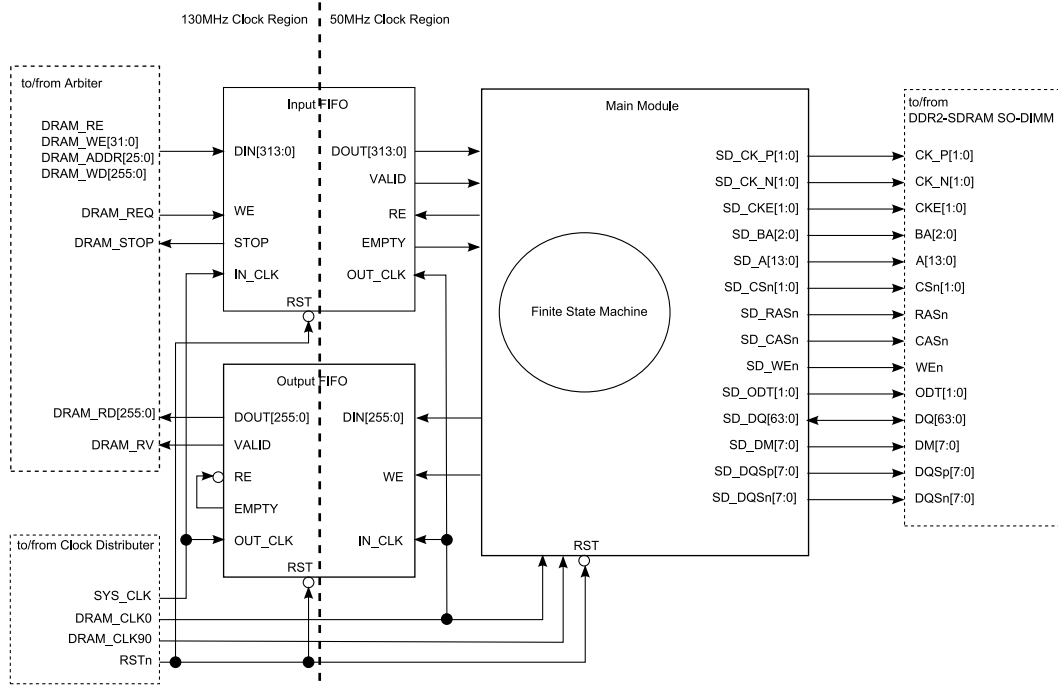 130MHz Clock Region
50MHz Clock Region
to/from Arbiter
DRAM_RE
DRAM_WE[31:0]
DRAM_ADDR[25:0]
DRAM_WD[255:0]
DRAM_REQ
DRAM_STOP
DRAM_RD[255:0]
DRAM_RV
Input FIFO
DIN[313:0]
DOUT[313:0]
VALID
WE
RE
STOP
EMPTY
IN_CLK
OUT_CLK
RST
Output FIFO
DOUT[255:0]
DIN[255:0]
VALID
RE
WE
EMPTY
OUT_CLK
IN_CLK
RST
to/from Clock Distributer
SYS_CLK
DRAM_CLK0
DRAM_CLK90
RSTn
Main Module
Finite State Machine
SD_CK_P[1:0]
SD_CK_N[1:0]
SD_CKE[1:0]
SD_BA[2:0]
SD_A[13:0]
SD_CSn[1:0]
SD_RASn
SD_CASn
SD_WEn
SD_ODT[1:0]
SD_DQ[63:0]
SD_DM[7:0]
SD_DQSp[7:0]
SD_DQSn[7:0]
RST
to/from
DDR2-SDRAM SO-DIMM
CK_P[1:0]
CK_N[1:0]
CKE[1:0]
BA[2:0]
A[13:0]
CSn[1:0]
RASn
CASn
WEn
ODT[1:0]
DQ[63:0]
DM[7:0]
DQSp[7:0]
DQSn[7:0]